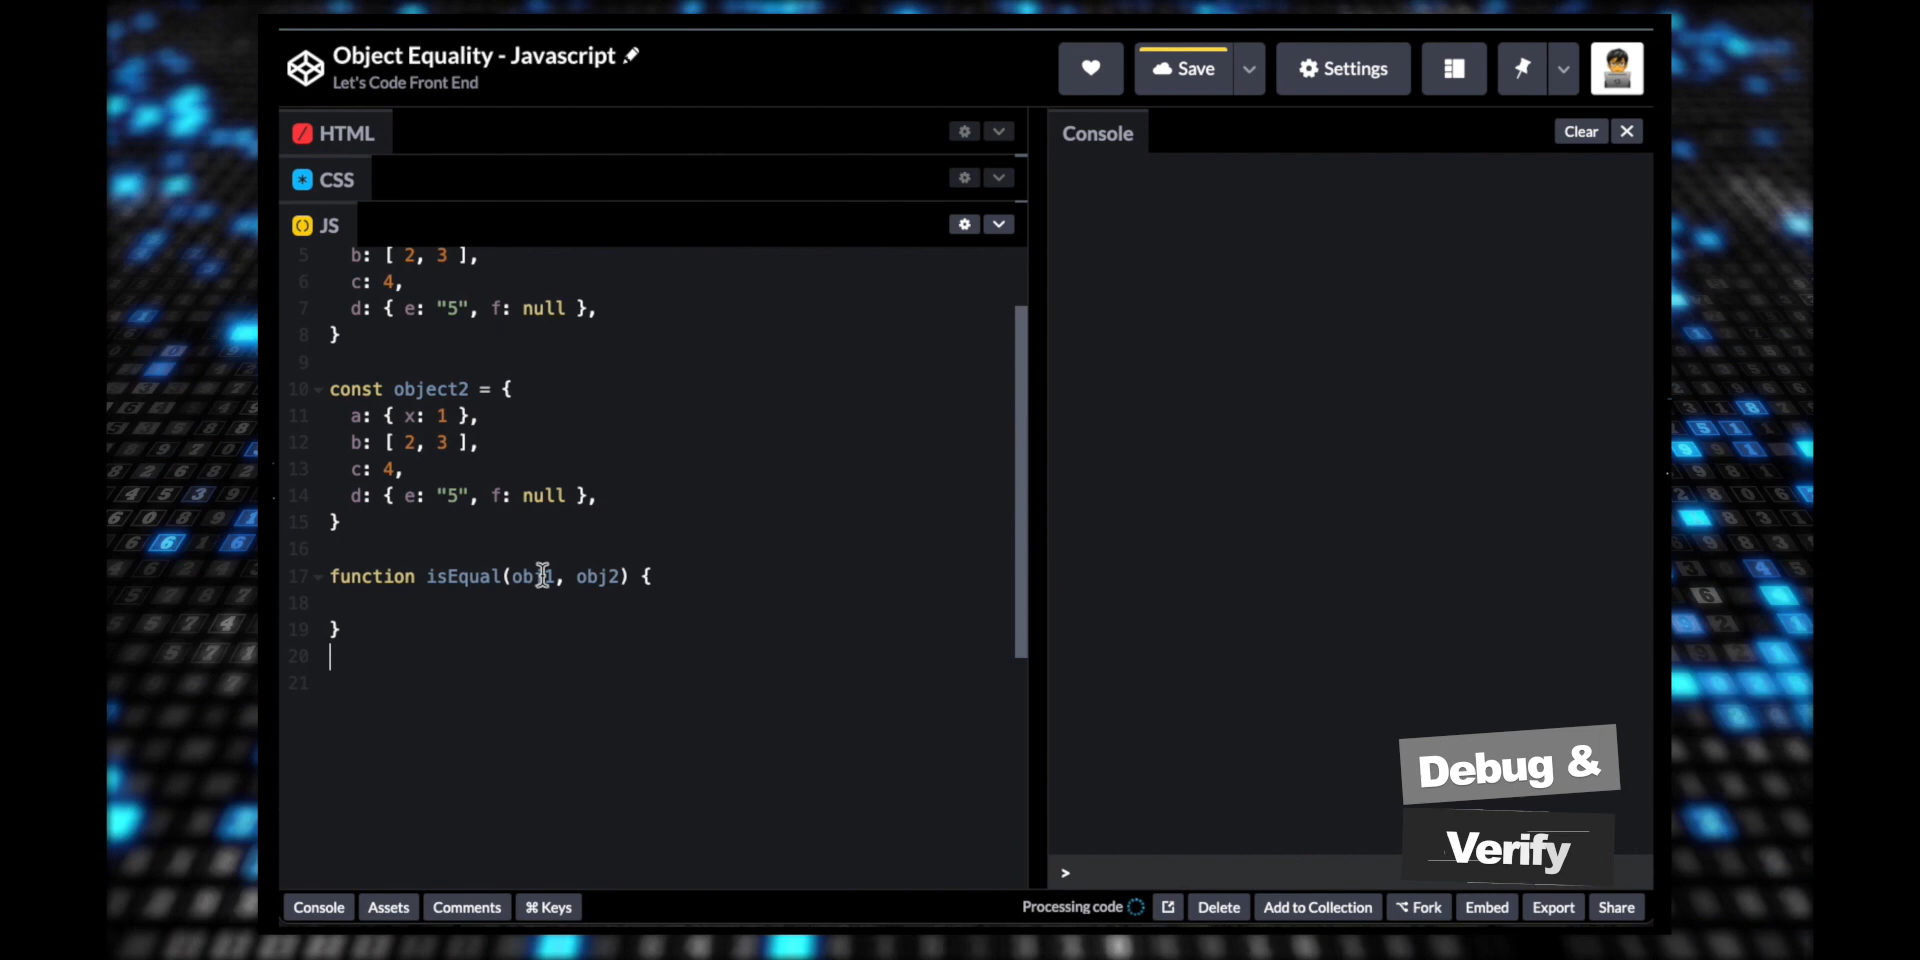 Object Equality - Javascript
Let's Code Front End
Save
Settings
HTML
CSS
JS
Console
Clear
5 b: [ 2, 3 ],
6 c: 4,
7 d: { e: "5", f: null },
8 }
9
10 const object2 = {
11 a: { x: 1 },
12 b: [ 2, 3 ],
13 c: 4,
14 d: { e: "5", f: null },
15 }
16
17 function isEqual(obj1, obj2) {
18
19 }
20
21
>
Debug &
Verify
Console Assets Comments ⌘ Keys Processing code Delete Add to Collection Fork Embed Export Share